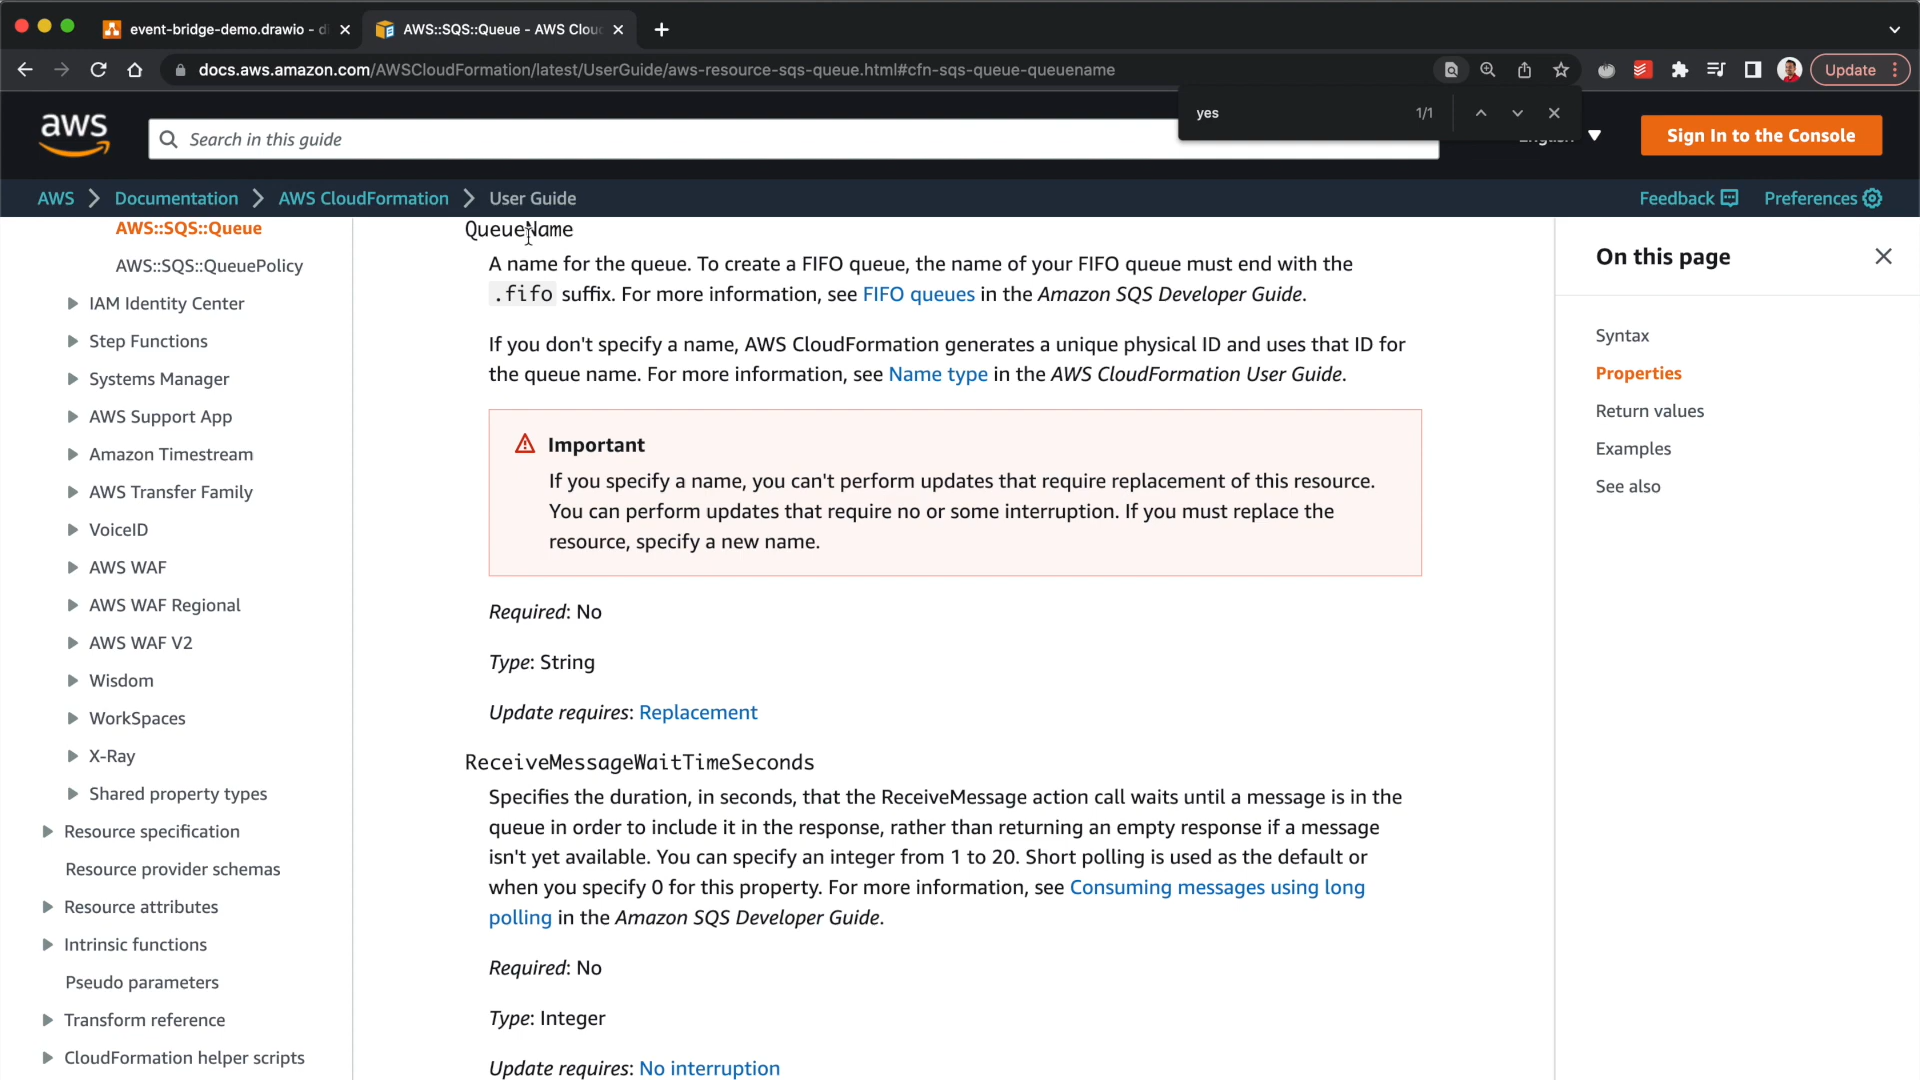 event-bridge-demo.drawio - d
AWS::SQS::Queue - AWS Clou
docs.aws.amazon.com/AWSCloudFormation/latest/UserGuide/aws-resource-sqs-queue.html#cfn-sqs-queue-queuename
Update
yes
1/1
aws
Search in this guide
English
Sign In to the Console
AWS
Documentation
AWS CloudFormation
User Guide
Feedback
Preferences
AWS::SQS::Queue
AWS::SQS::QueuePolicy
IAM Identity Center
Step Functions
Systems Manager
AWS Support App
Amazon Timestream
AWS Transfer Family
VoiceID
AWS WAF
AWS WAF Regional
AWS WAF V2
Wisdom
WorkSpaces
X-Ray
Shared property types
Resource specification
Resource provider schemas
Resource attributes
Intrinsic functions
Pseudo parameters
Transform reference
CloudFormation helper scripts
QueueName
A name for the queue. To create a FIFO queue, the name of your FIFO queue must end with the
.fifo suffix. For more information, see FIFO queues in the Amazon SQS Developer Guide.
If you don't specify a name, AWS CloudFormation generates a unique physical ID and uses that ID for
the queue name. For more information, see Name type in the AWS CloudFormation User Guide.
Important
If you specify a name, you can't perform updates that require replacement of this resource.
You can perform updates that require no or some interruption. If you must replace the
resource, specify a new name.
Required: No
Type: String
Update requires: Replacement
ReceiveMessageWaitTimeSeconds
Specifies the duration, in seconds, that the ReceiveMessage action call waits until a message is in the
queue in order to include it in the response, rather than returning an empty response if a message
isn't yet available. You can specify an integer from 1 to 20. Short polling is used as the default or
when you specify 0 for this property. For more information, see Consuming messages using long
polling in the Amazon SQS Developer Guide.
Required: No
Type: Integer
Update requires: No interruption
On this page
Syntax
Properties
Return values
Examples
See also